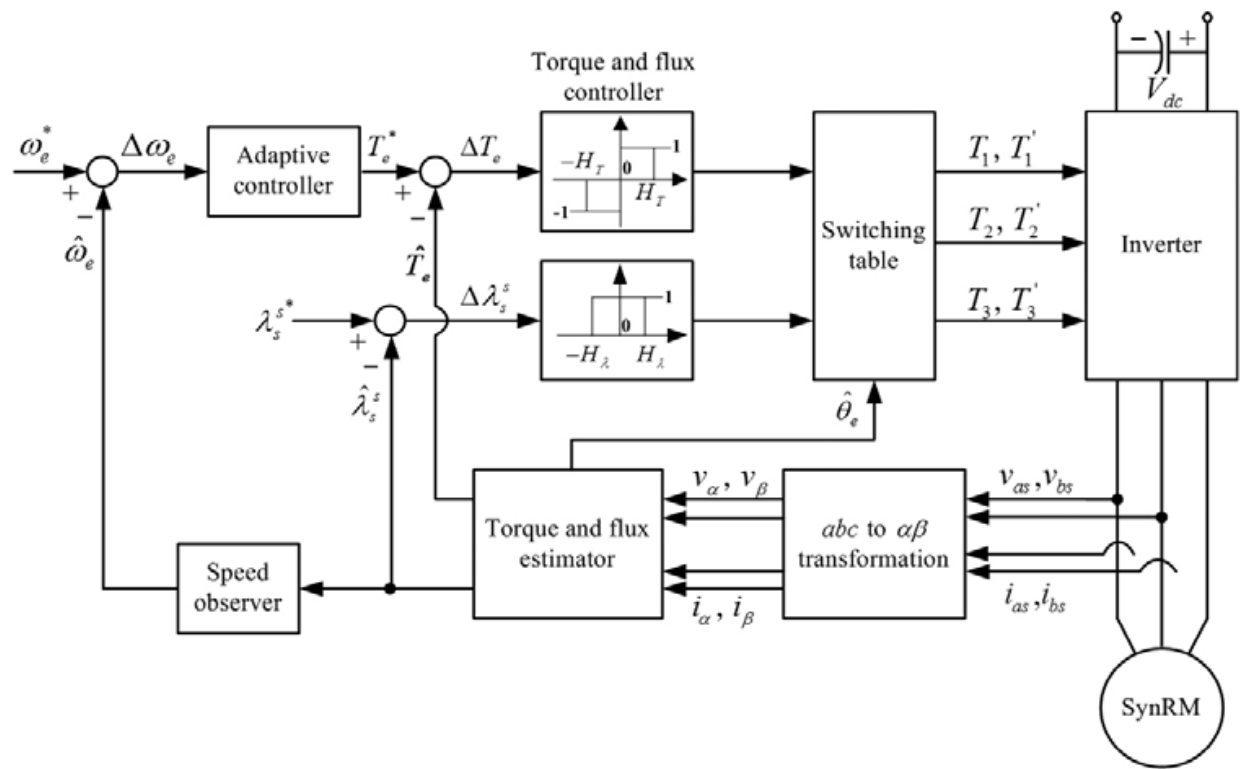 − +
V_dc
Torque and flux
controller
ω_e^* Δω_e
+
−
ω̂_e
Adaptive
controller
T_e^* ΔT_e
+
−
T̂_e
−H_T 0 1
-1 H_T
λ_s^s* Δλ_s^s
+
−
λ̂_s^s
1
0
−H_λ H_λ
Switching
table
T_1, T_1'
T_2, T_2'
T_3, T_3'
Inverter
θ̂_e
v_α, v_β
v_as,v_bs
Torque and flux
estimator
abc to αβ
transformation
i_α, i_β
i_as,i_bs
Speed
observer
SynRM